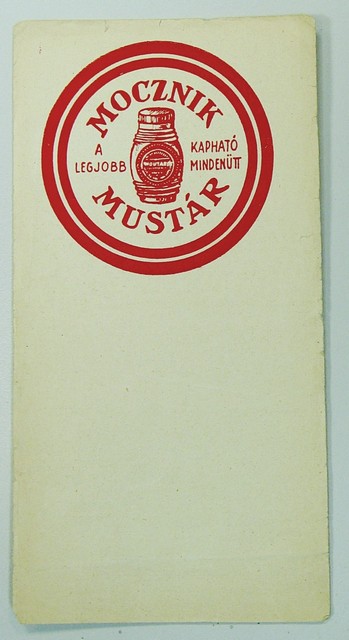 MOCZNIK
A
LEGJOBB
KAPHATÓ
MINDENÜTT
MUSTÁR